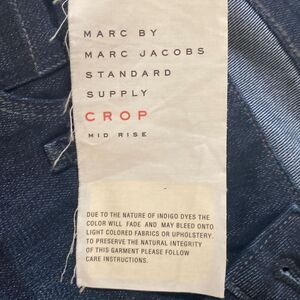 MARC BY
MARC JACOBS
STANDARD
SUPPLY
CROP
MID RISE
DUE TO THE NATURE OF INDIGO DYES THE
COLOR WILL FADE AND MAY BLEED ONTO
LIGHT COLORED FABRICS OR UPHOLSTERY.
TO PRESERVE THE NATURAL INTEGRITY
OF THIS GARMENT PLEASE FOLLOW
CARE INSTRUCTIONS.